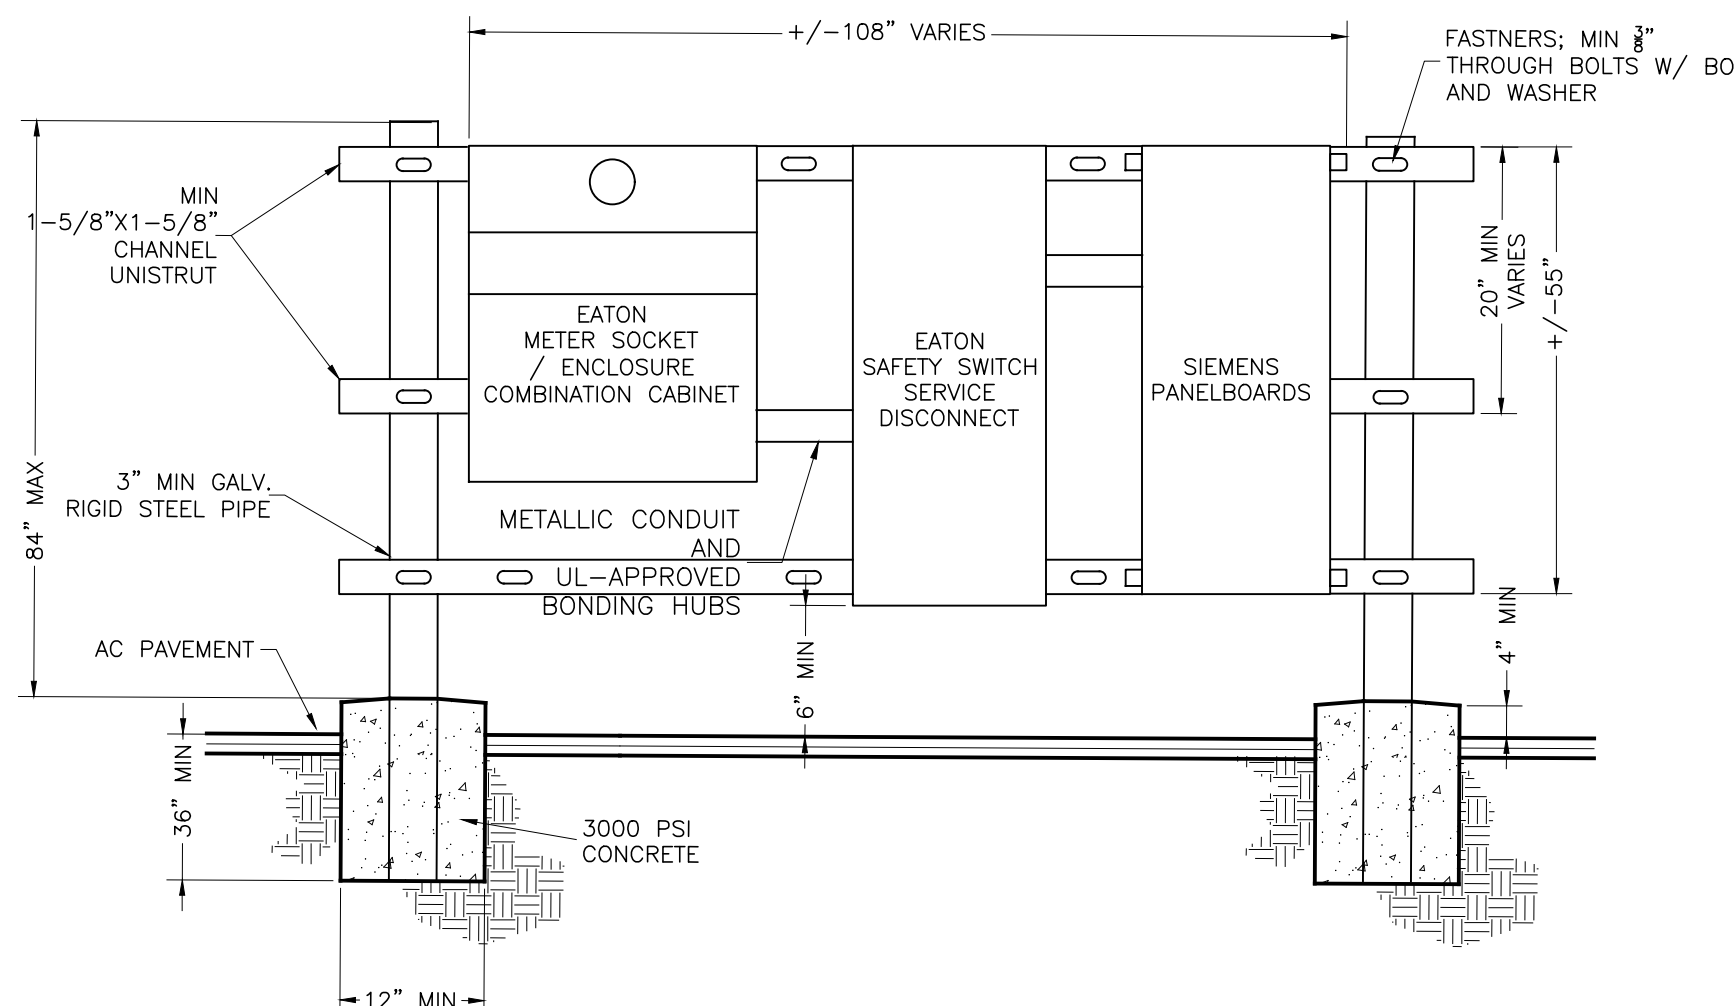 +/-108" VARIES
FASTNERS; MIN ⅜"
THROUGH BOLTS W/ BO
AND WASHER
MIN
1-5/8"X1-5/8"
CHANNEL
UNISTRUT
EATON
METER SOCKET
/ ENCLOSURE
COMBINATION CABINET
EATON
SAFETY SWITCH
SERVICE
DISCONNECT
SIEMENS
PANELBOARDS
20" MIN
VARIES
+/-55"
84" MAX
3" MIN GALV.
RIGID STEEL PIPE
METALLIC CONDUIT
AND
UL-APPROVED
BONDING HUBS
AC PAVEMENT
6" MIN
4" MIN
36" MIN
3000 PSI
CONCRETE
12" MIN